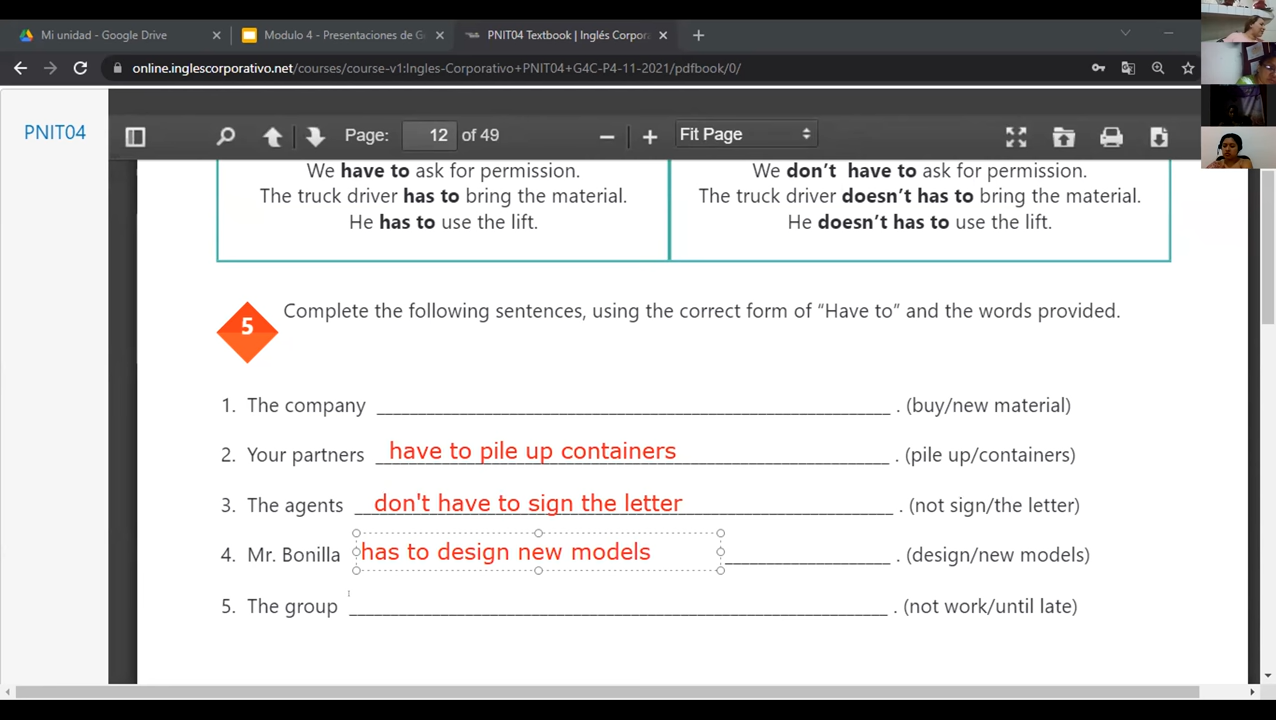 Mi unidad - Google Drive
Modulo 4 - Presentaciones de G
PNIT04 Textbook | Inglés Corpor
online.inglescorporativo.net/courses/course-v1:Ingles-Corporativo+PNIT04+G4C-P4-11-2021/pdfbook/0/
PNIT04
Page: 12 of 49
Fit Page
We have to ask for permission.
The truck driver has to bring the material.
He has to use the lift.
We don't have to ask for permission.
The truck driver doesn't has to bring the material.
He doesn't has to use the lift.
5
Complete the following sentences, using the correct form of “Have to” and the words provided.
1. The company ______ . (buy/new material)
2. Your partners have to pile up containers . (pile up/containers)
3. The agents don't have to sign the letter . (not sign/the letter)
4. Mr. Bonilla has to design new models . (design/new models)
5. The group ______ . (not work/until late)